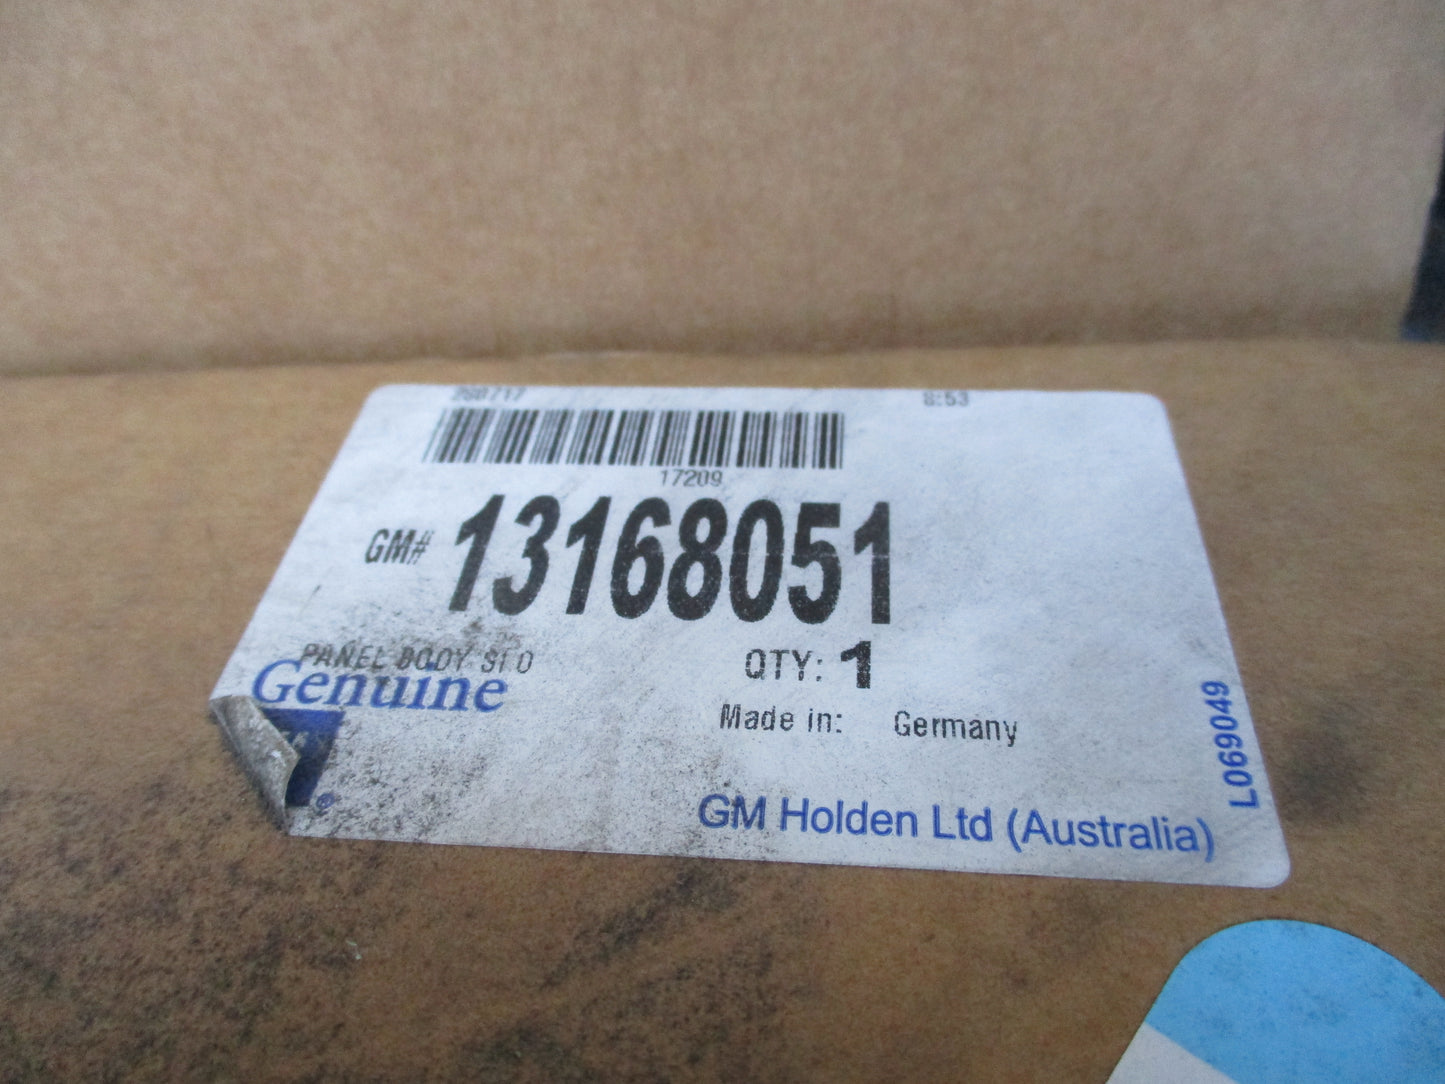 8:53
17209
GM# 13168051
PANEL BODY SI D
QTY: 1
Genuine
Made in: Germany
®
GM Holden Ltd (Australia)
L069049